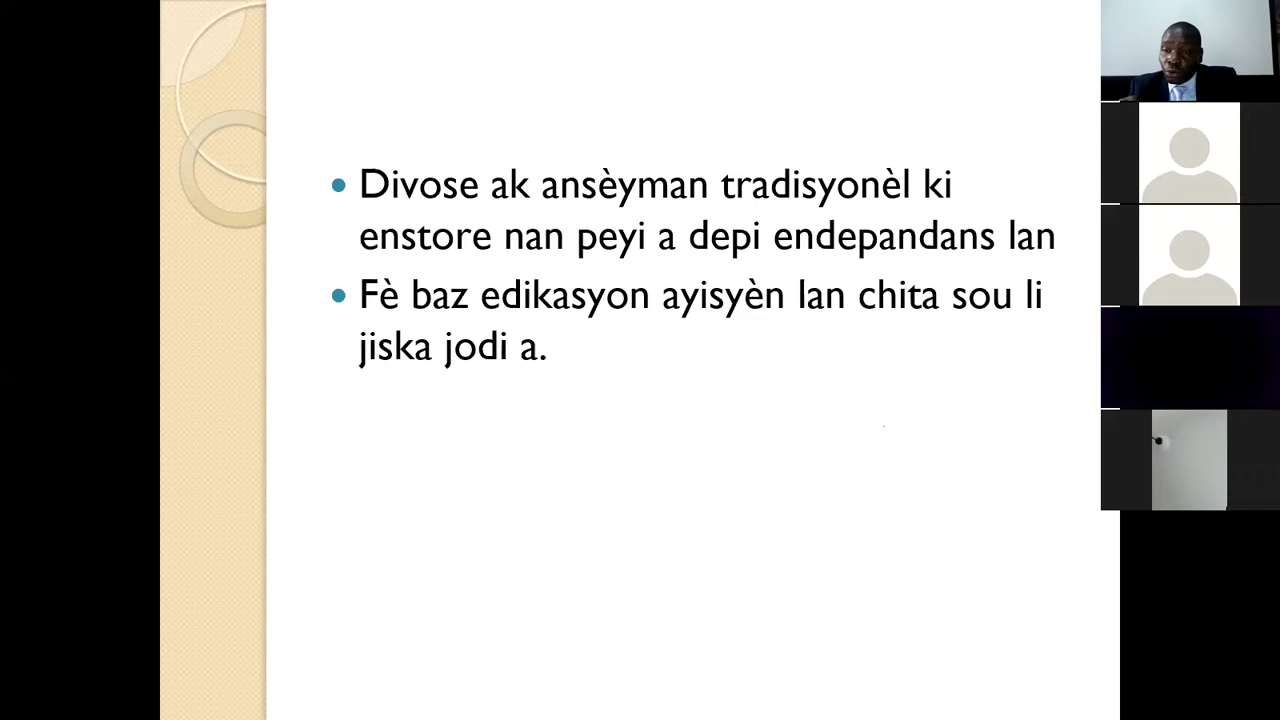 Divose ak ansèyman tradisyonèl ki
enstore nan peyi a depi endepandans lan
Fè baz edikasyon ayisyèn lan chita sou li
jiska jodi a.